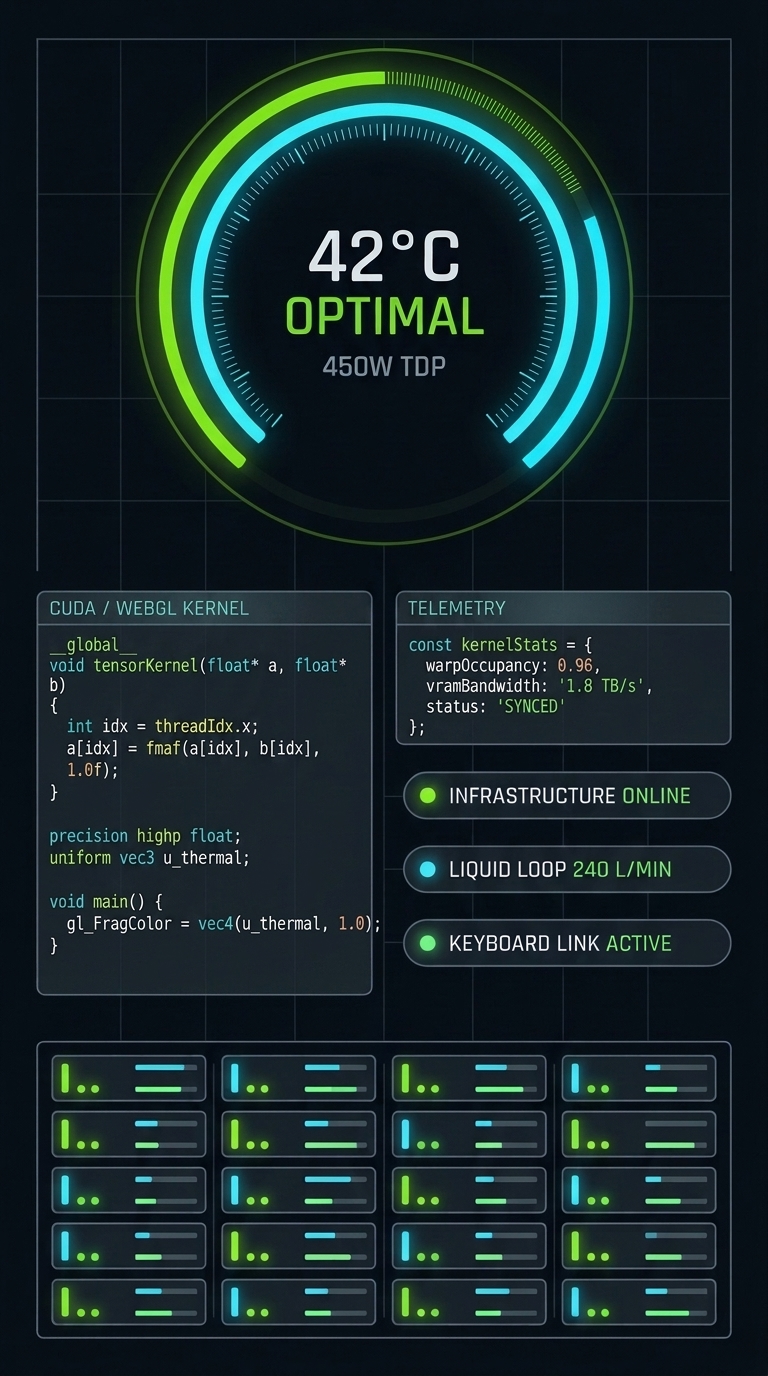 42°C
OPTIMAL
450W TDP
CUDA / WEBGL KERNEL
__global__
void tensorKernel(float* a, float*
b)
{
  int idx = threadIdx.x;
  a[idx] = fmaf(a[idx], b[idx],
  1.0f);
}
precision highp float;
uniform vec3 u_thermal;
void main() {
  gl_FragColor = vec4(u_thermal, 1.0);
}
TELEMETRY
const kernelStats = {
  warpOccupancy: 0.96,
  vramBandwidth: '1.8 TB/s',
  status: 'SYNCED'
};
INFRASTRUCTURE ONLINE
LIQUID LOOP 240 L/MIN
KEYBOARD LINK ACTIVE